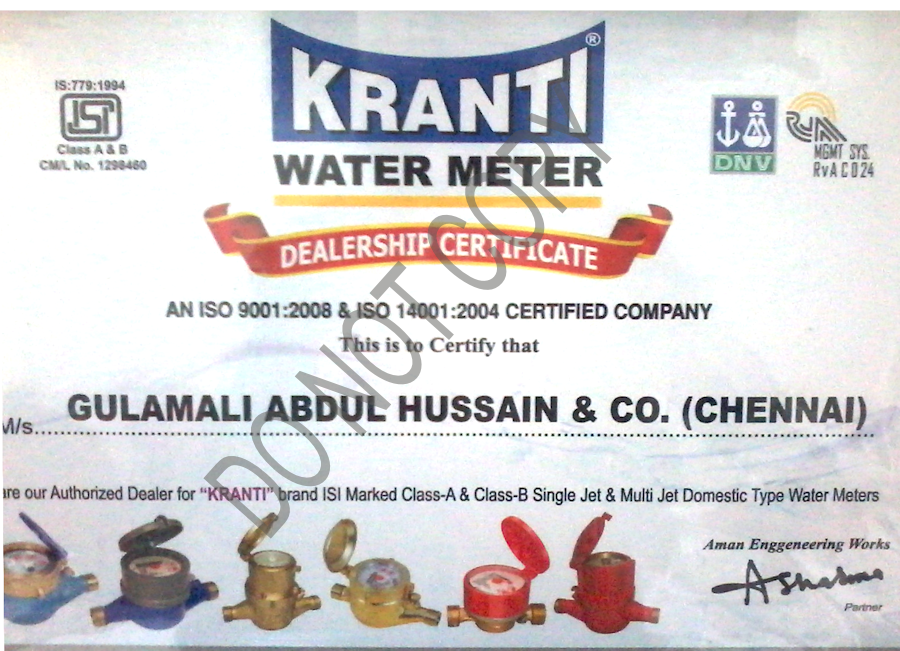 IS:779:1994
ISI
Class A & B
CM/L No. 1298460
KRANTI®
WATER METER
DNV
MGMT SYS.
RvA C 024
DEALERSHIP CERTIFICATE
AN ISO 9001:2008 & ISO 14001:2004 CERTIFIED COMPANY
This is to Certify that
M/s. GULAMALI ABDUL HUSSAIN & CO. (CHENNAI)
are our Authorized Dealer for “KRANTI” brand ISI Marked Class-A & Class-B Single Jet & Multi Jet Domestic Type Water Meters
Aman Enggeneering Works
ASharma
Partner
DO NOT COPY